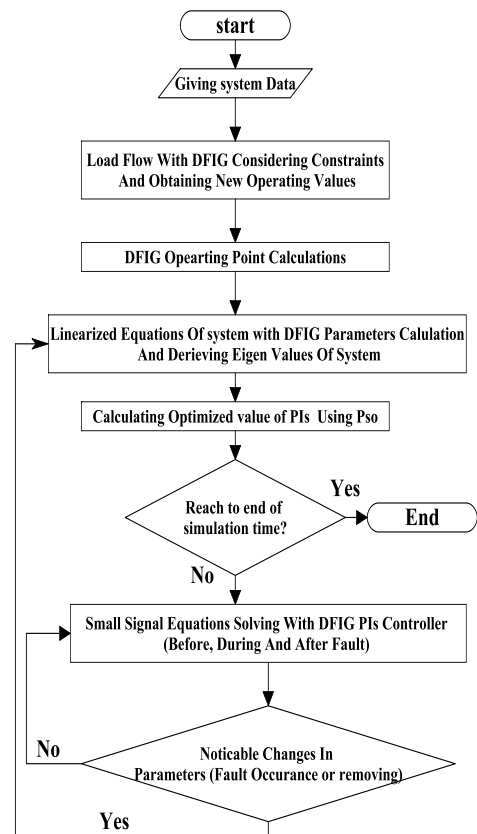 start
Giving system Data
Load Flow With DFIG Considering Constraints
And Obtaining New Operating Values
DFIG Opearting Point Calculations
Linearized Equations Of system with DFIG Parameters Calulation
And Derieving Eigen Values Of System
Calculating Optimized value of PIs Using Pso
Reach to end of
simulation time?
Yes
End
No
Small Signal Equations Solving With DFIG PIs Controller
(Before, During And After Fault)
No
Noticable Changes In
Parameters (Fault Occurance or removing)
Yes